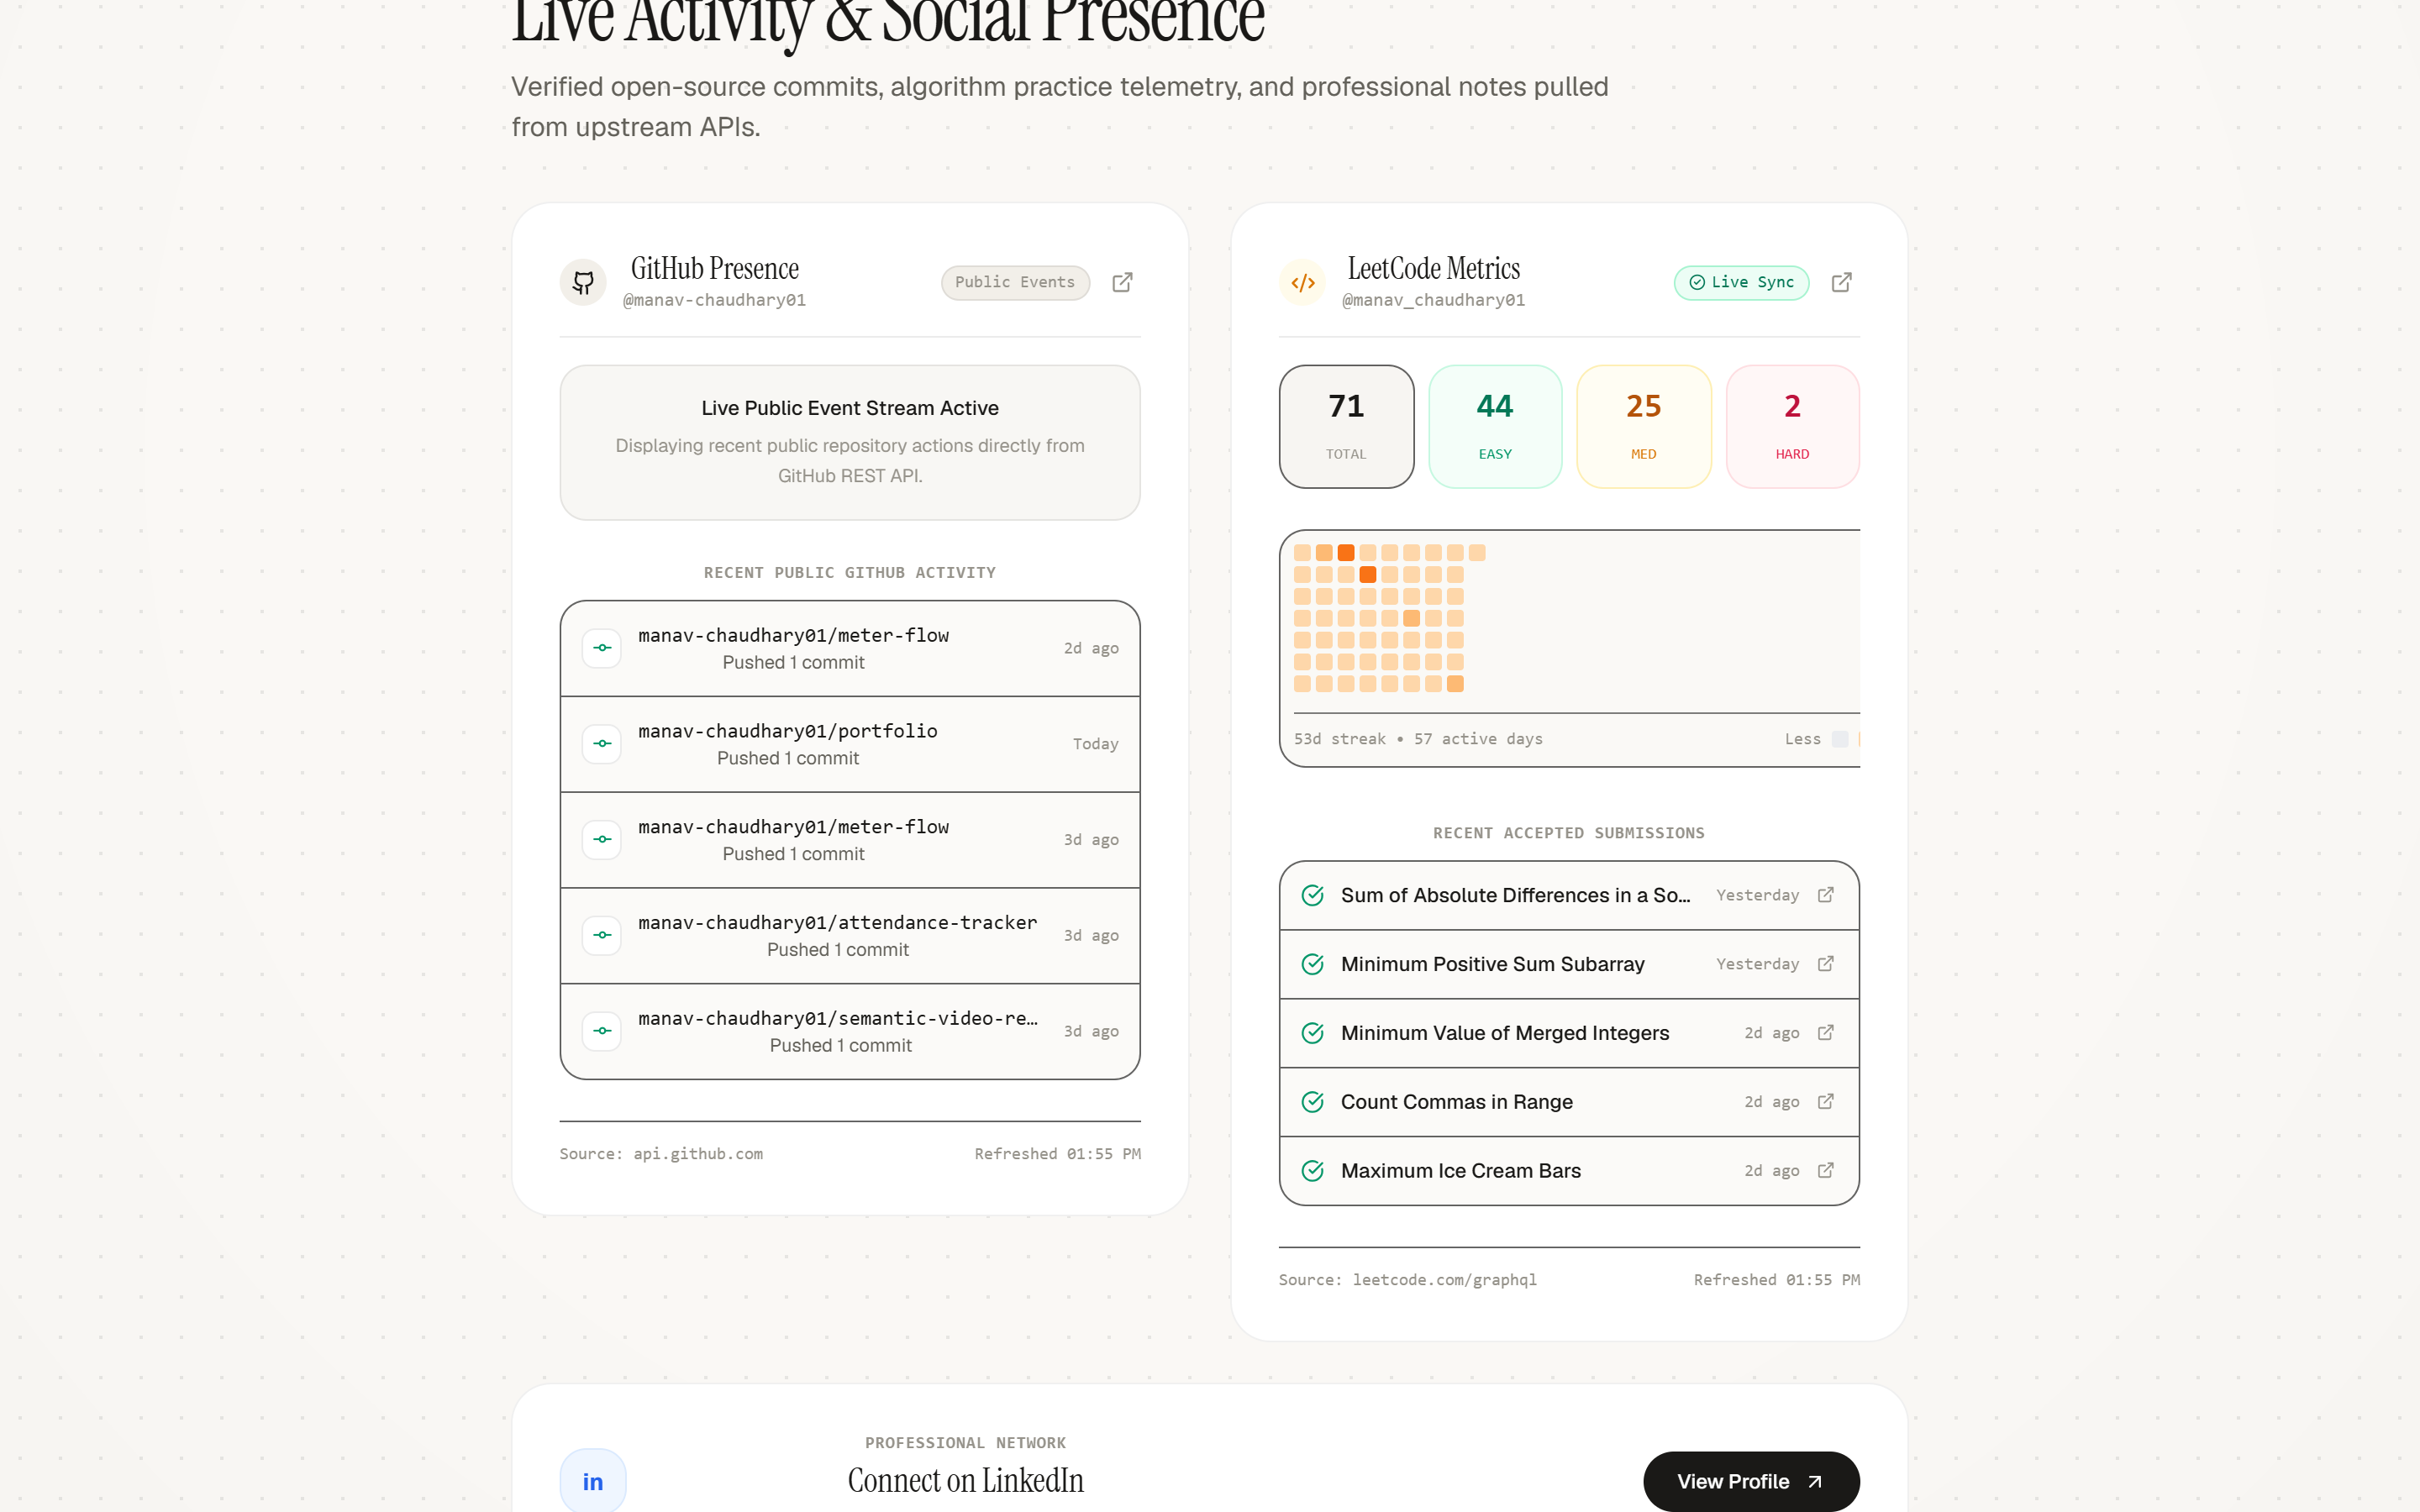 Live Activity & Social Presence
Verified open-source commits, algorithm practice telemetry, and professional notes pulled
from upstream APIs.
GitHub Presence
@manav-chaudhary01
Public Events
Live Public Event Stream Active
Displaying recent public repository actions directly from
GitHub REST API.
RECENT PUBLIC GITHUB ACTIVITY
manav-chaudhary01/meter-flow
Pushed 1 commit
2d ago
manav-chaudhary01/portfolio
Pushed 1 commit
Today
manav-chaudhary01/meter-flow
Pushed 1 commit
3d ago
manav-chaudhary01/attendance-tracker
Pushed 1 commit
3d ago
manav-chaudhary01/semantic-video-re…
Pushed 1 commit
3d ago
Source: api.github.com
Refreshed 01:55 PM
LeetCode Metrics
@manav_chaudhary01
Live Sync
71
TOTAL
44
EASY
25
MED
2
HARD
53d streak • 57 active days
Less
RECENT ACCEPTED SUBMISSIONS
Sum of Absolute Differences in a So…
Yesterday
Minimum Positive Sum Subarray
Yesterday
Minimum Value of Merged Integers
2d ago
Count Commas in Range
2d ago
Maximum Ice Cream Bars
2d ago
Source: leetcode.com/graphql
Refreshed 01:55 PM
in
PROFESSIONAL NETWORK
Connect on LinkedIn
View Profile